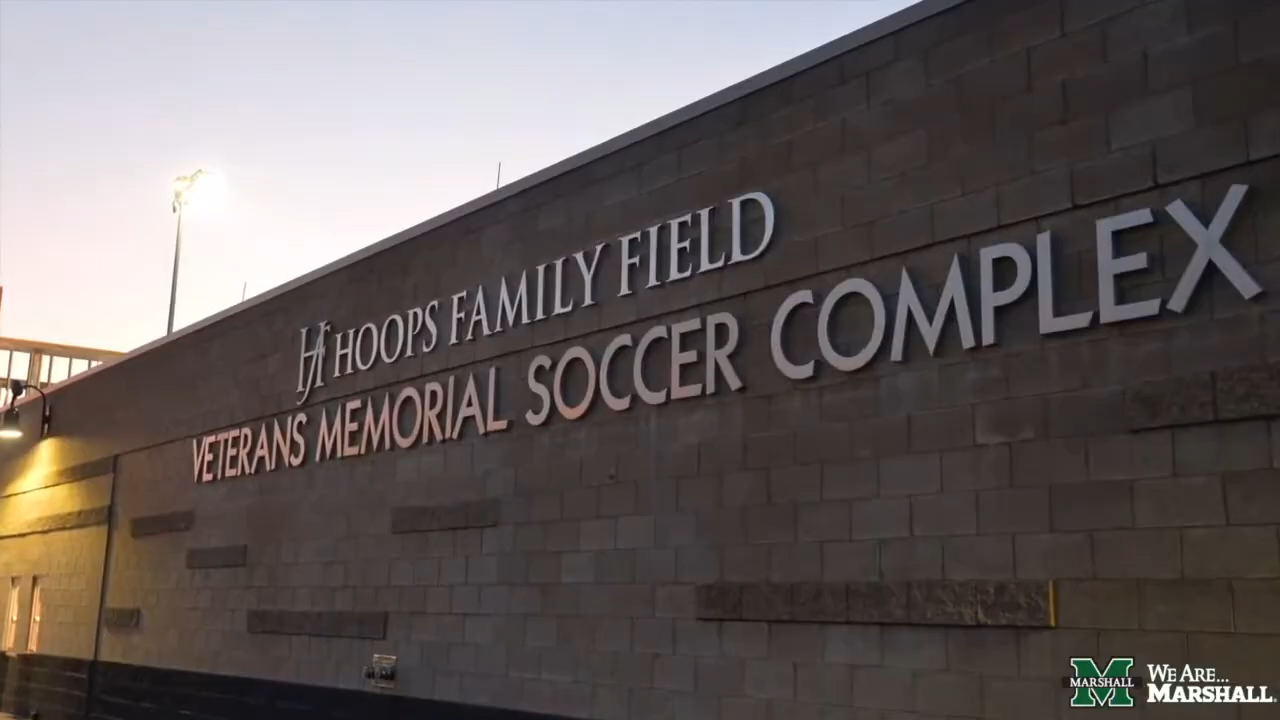 HF HOOPS FAMILY FIELD
VETERANS MEMORIAL SOCCER COMPLEX
MARSHALL
WE ARE...
MARSHALL